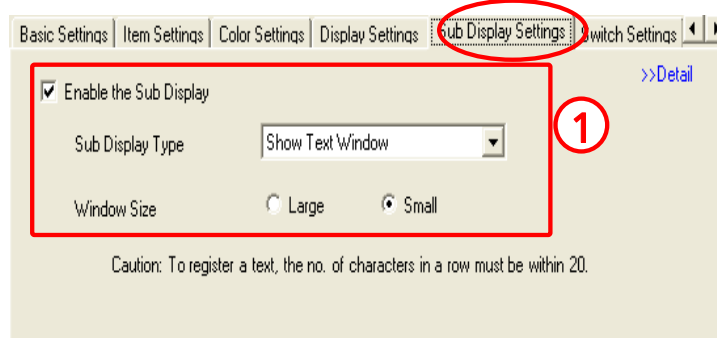 Basic Settings Item Settings Color Settings Display Settings Sub Display Settings Switch Settings
>>Detail
Enable the Sub Display
1
Sub Display Type Show Text Window
Window Size Large Small
Caution: To register a text, the no. of characters in a row must be within 20.